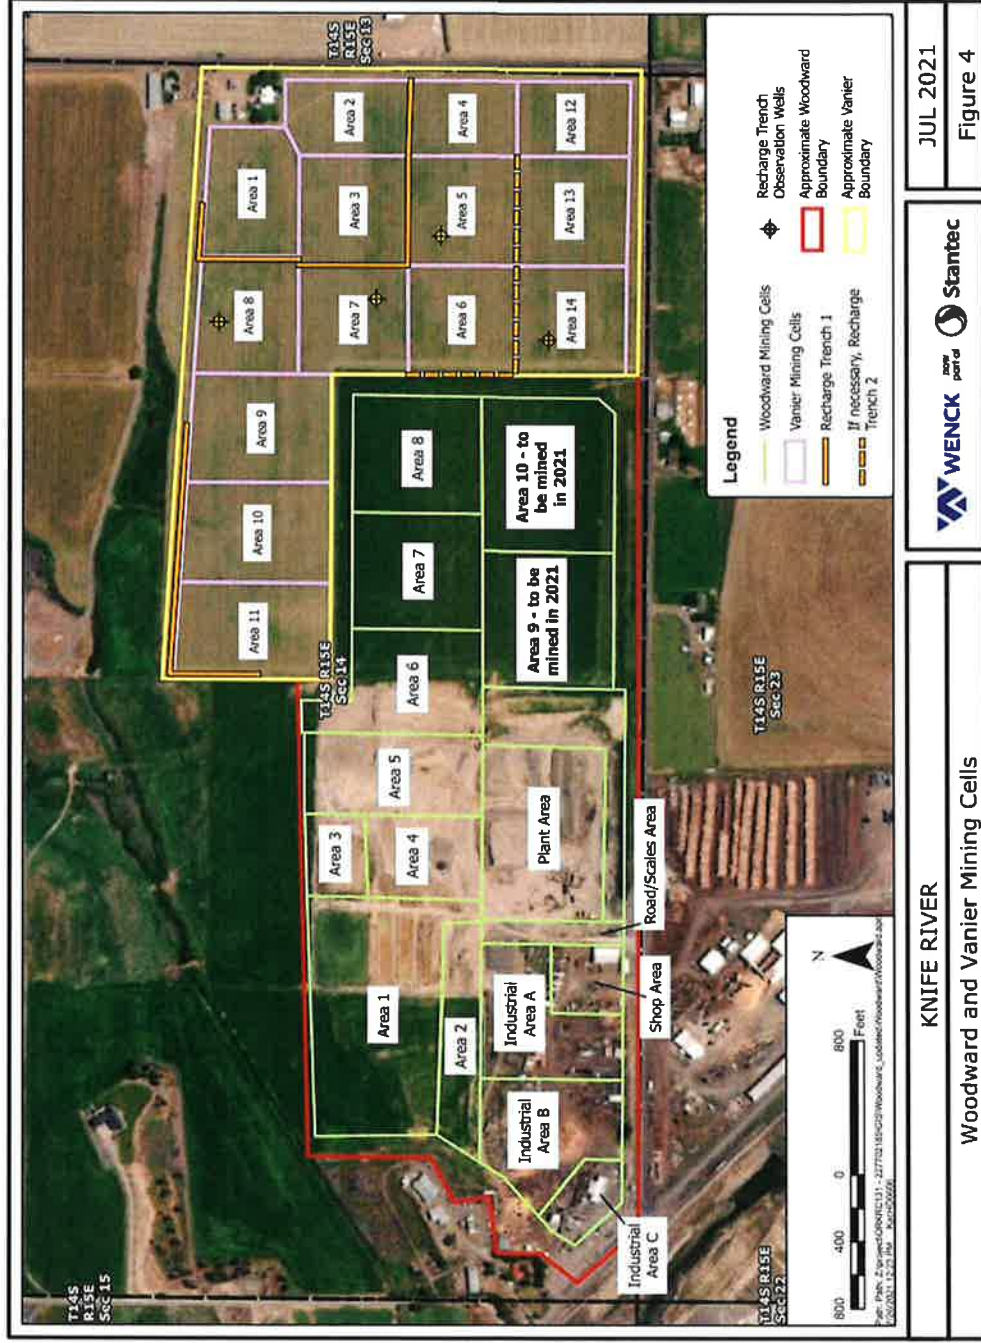 T14S
R15E
Sec 15
T14S
R15E
Sec 13
T14S R15E
Sec 14
T14S R15E
Sec 22
T14S R15E
Sec 23
Area 11
Area 10
Area 9
Area 8
Area 1
Area 2
Area 3
Area 7
Area 6
Area 5
Area 4
Area 14
Area 13
Area 12
Area 1
Area 2
Area 3
Area 4
Area 5
Area 6
Area 7
Area 8
Area 9 - to be
mined in 2021
Area 10 - to
be mined
in 2021
Industrial
Area A
Industrial
Area B
Industrial
Area C
Plant Area
Shop Area
Road/Scales Area
Legend
Woodward Mining Cells
Vanier Mining Cells
Recharge Trench 1
If necessary, Recharge
Trench 2
Recharge Trench
Observation Wells
Approximate Woodward
Boundary
Approximate Vanier
Boundary
N
800
400
0
800
Feet
KNIFE RIVER
Woodward and Vanier Mining Cells
WENCK
now
part of
Stantec
JUL 2021
Figure 4